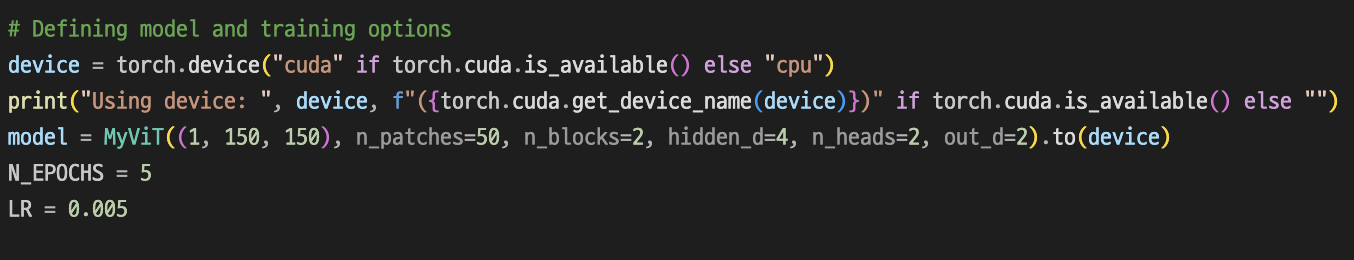 # Defining model and training options
device = torch.device("cuda" if torch.cuda.is_available() else "cpu")
print("Using device: ", device, f"({torch.cuda.get_device_name(device)})" if torch.cuda.is_available() else "")
model = MyViT((1, 150, 150), n_patches=50, n_blocks=2, hidden_d=4, n_heads=2, out_d=2).to(device)
N_EPOCHS = 5
LR = 0.005